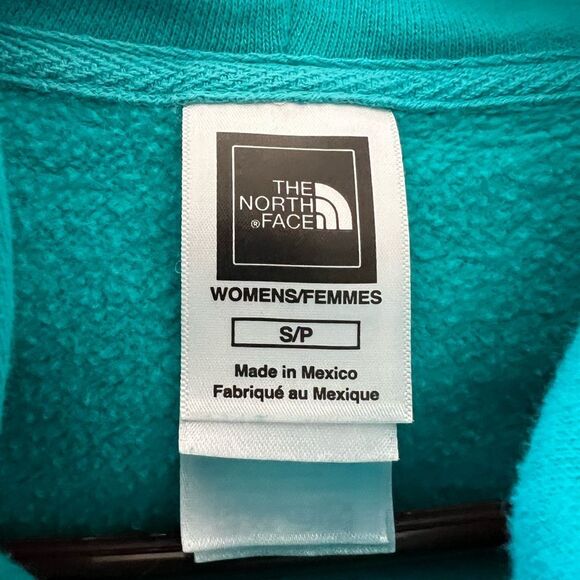 THE
NORTH
® FACE
WOMENS/FEMMES
S/P
Made in Mexico
Fabriqué au Mexique